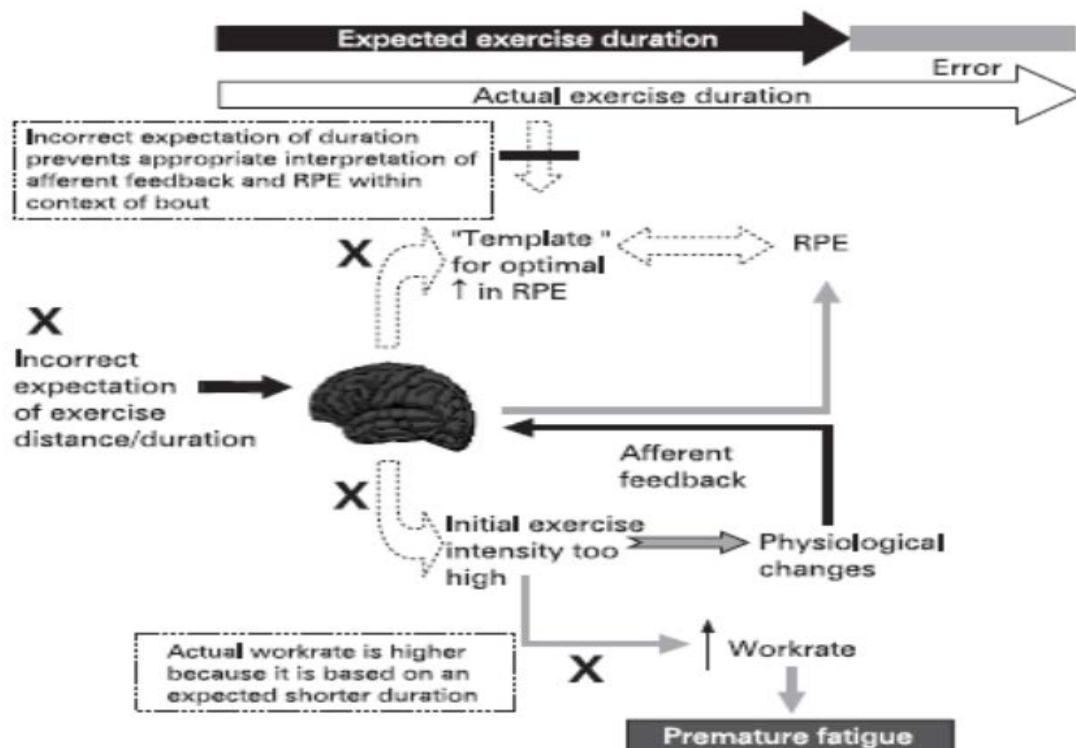 Expected exercise duration
Error
Actual exercise duration
Incorrect expectation of duration
prevents appropriate interpretation of
afferent feedback and RPE within
context of bout
X
"Template "
for optimal
↑ in RPE
RPE
X
Incorrect
expectation
of exercise
distance/duration
Afferent
feedback
X
Initial exercise
intensity too
high
Physiological
changes
Actual workrate is higher
because it is based on an
expected shorter duration
X
↑ Workrate
Premature fatigue